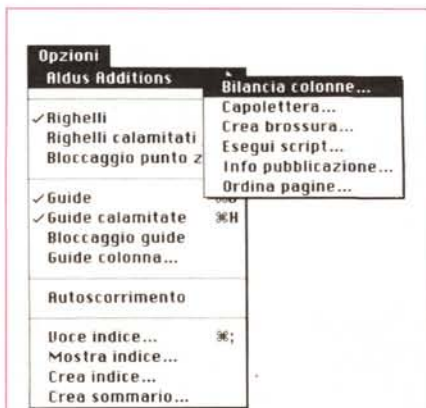 Opzioni
Aldus Additions
Bilancia colonne...
Capolettera...
Crea brossura...
Esegui script...
Info pubblicazione...
Ordina pagine...
✓Righelli
Righelli calamitati
Bloccaggio punto z
✓Guide
✓Guide calamitate ⌘H
Bloccaggio guide
Guide colonna...
Autoscorrimento
Voce indice... ⌘;
Mostra indice...
Crea indice...
Crea sommario...